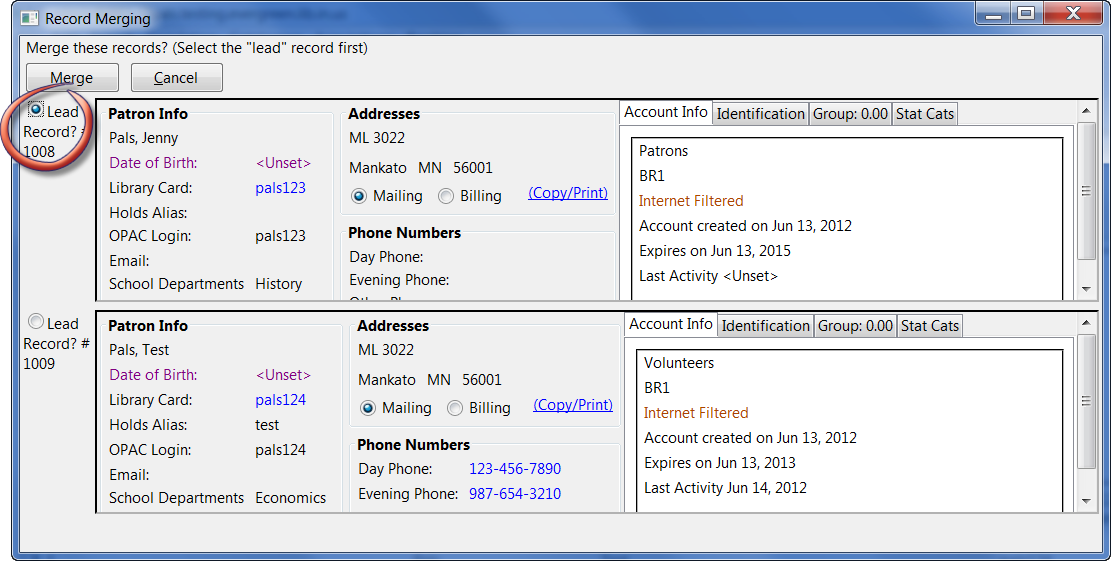 Record Merging
Merge these records? (Select the "lead" record first)
Merge Cancel
Lead
Record? #
1008
Patron Info
Pals, Jenny
Date of Birth: <Unset>
Library Card: pals123
Holds Alias:
OPAC Login: pals123
Email:
School Departments History
Addresses
ML 3022
Mankato MN 56001
Mailing Billing (Copy/Print)
Phone Numbers
Day Phone:
Evening Phone:
Account Info Identification Group: 0.00 Stat Cats
Patrons
BR1
Internet Filtered
Account created on Jun 13, 2012
Expires on Jun 13, 2015
Last Activity <Unset>
Lead
Record? #
1009
Patron Info
Pals, Test
Date of Birth: <Unset>
Library Card: pals124
Holds Alias: test
OPAC Login: pals124
Email:
School Departments Economics
Addresses
ML 3022
Mankato MN 56001
Mailing Billing (Copy/Print)
Phone Numbers
Day Phone: 123-456-7890
Evening Phone: 987-654-3210
Account Info Identification Group: 0.00 Stat Cats
Volunteers
BR1
Internet Filtered
Account created on Jun 13, 2012
Expires on Jun 13, 2013
Last Activity Jun 14, 2012